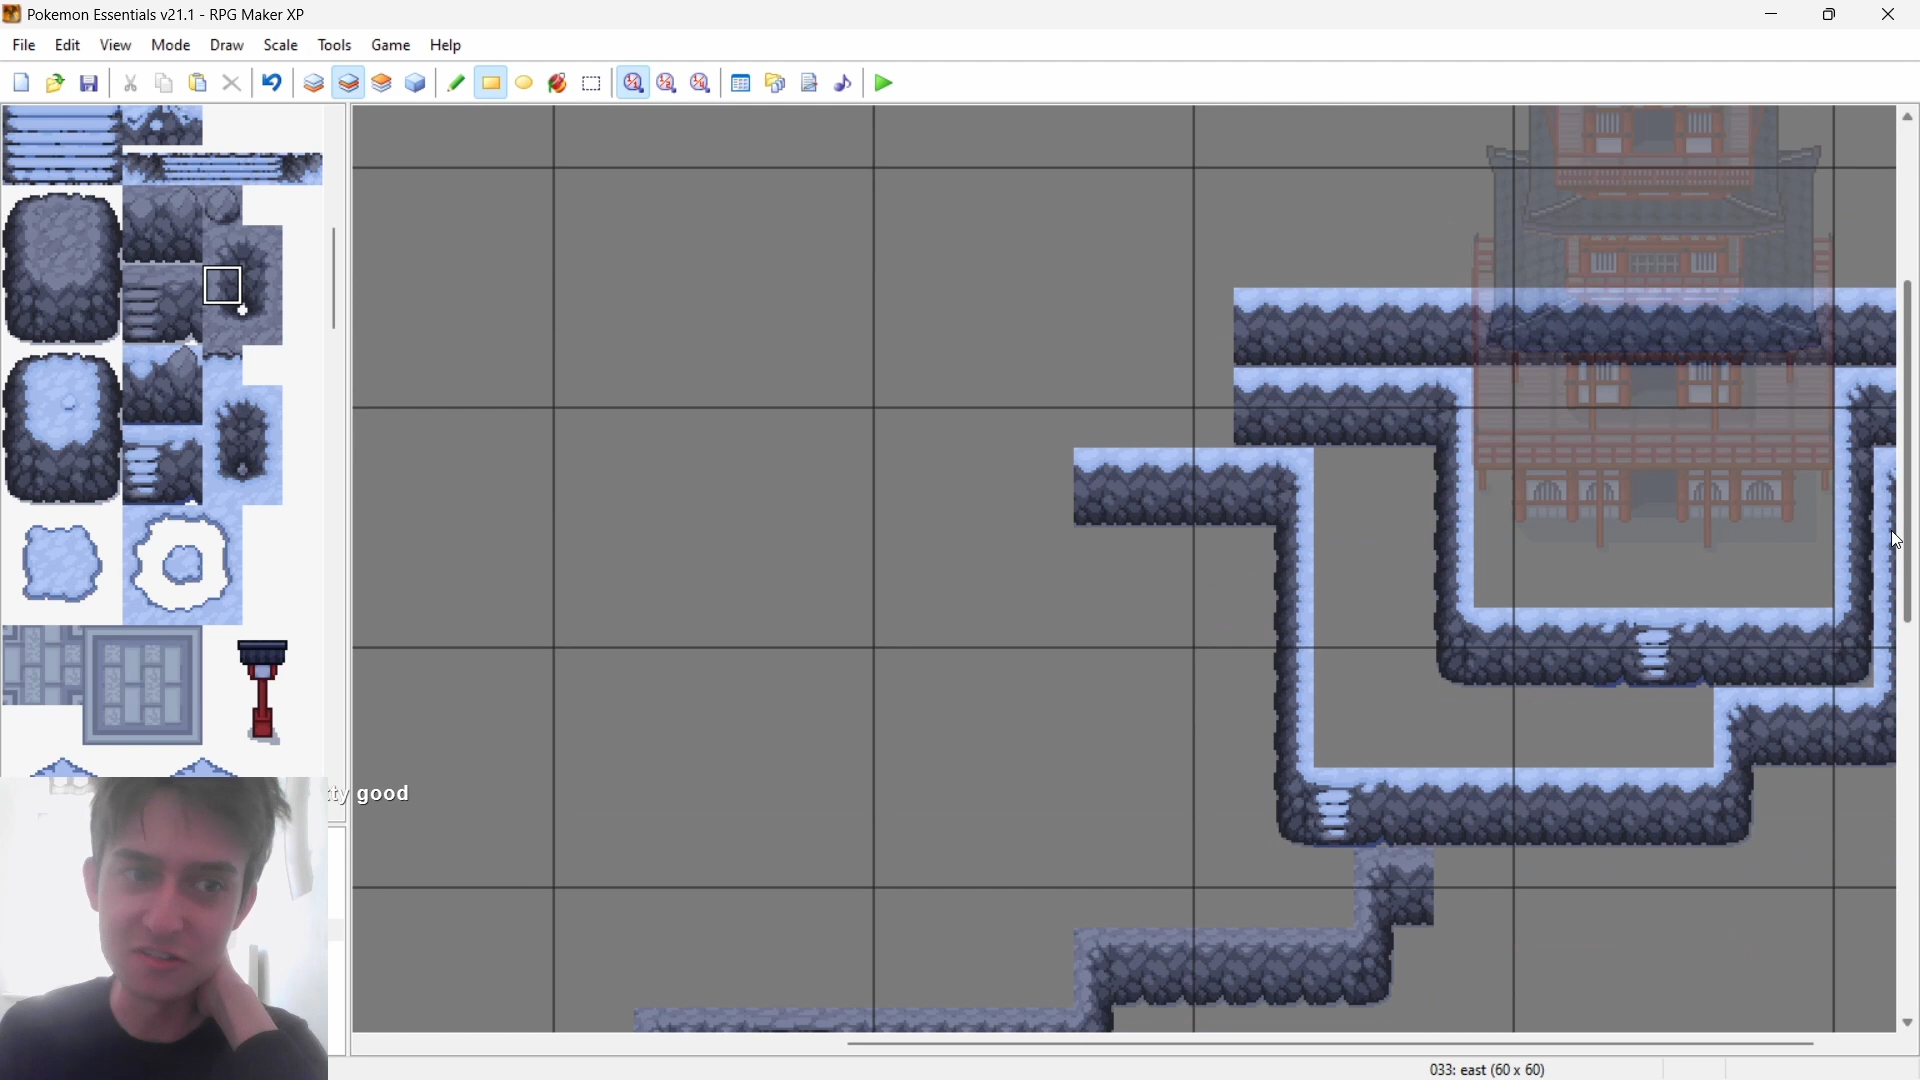 Pokemon Essentials v21.1 - RPG Maker XP
File Edit View Mode Draw Scale Tools Game Help
good
033: east (60 x 60)